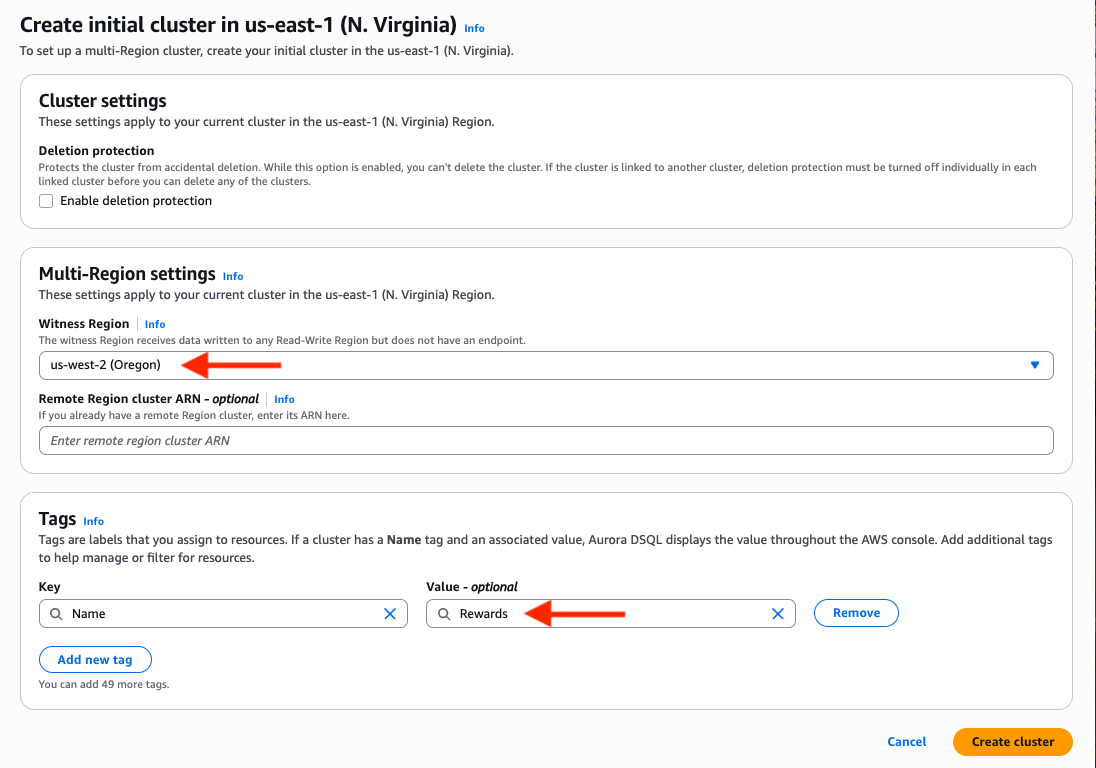 Create initial cluster in us-east-1 (N. Virginia) Info
To set up a multi-Region cluster, create your initial cluster in the us-east-1 (N. Virginia).
Cluster settings
These settings apply to your current cluster in the us-east-1 (N. Virginia) Region.
Deletion protection
Protects the cluster from accidental deletion. While this option is enabled, you can't delete the cluster. If the cluster is linked to another cluster, deletion protection must be turned off individually in each
linked cluster before you can delete any of the clusters.
Enable deletion protection
Multi-Region settings Info
These settings apply to your current cluster in the us-east-1 (N. Virginia) Region.
Witness Region Info
The witness Region receives data written to any Read-Write Region but does not have an endpoint.
us-west-2 (Oregon)
Remote Region cluster ARN - optional Info
If you already have a remote Region cluster, enter its ARN here.
Enter remote region cluster ARN
Tags Info
Tags are labels that you assign to resources. If a cluster has a Name tag and an associated value, Aurora DSQL displays the value throughout the AWS console. Add additional tags
to help manage or filter for resources.
Key Value - optional
Name Rewards Remove
Add new tag
You can add 49 more tags.
Cancel Create cluster